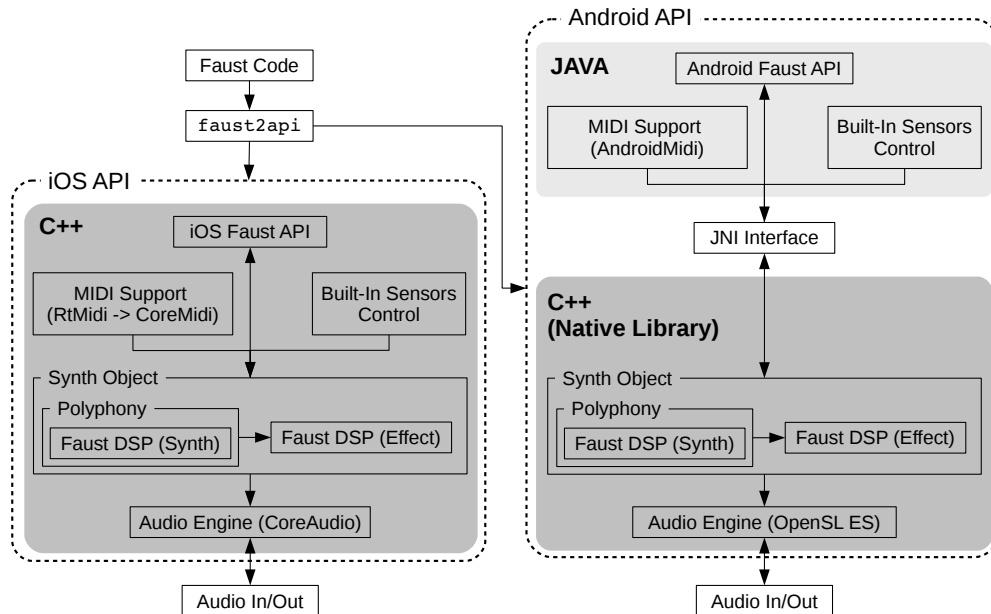 Faust Code
faust2api
iOS API
C++
iOS Faust API
MIDI Support
(RtMidi -> CoreMidi)
Built-In Sensors
Control
Synth Object
Polyphony
Faust DSP (Synth)
Faust DSP (Effect)
Audio Engine (CoreAudio)
Audio In/Out
Android API
JAVA
Android Faust API
MIDI Support
(AndroidMidi)
Built-In Sensors
Control
JNI Interface
C++
(Native Library)
Synth Object
Polyphony
Faust DSP (Synth)
Faust DSP (Effect)
Audio Engine (OpenSL ES)
Audio In/Out